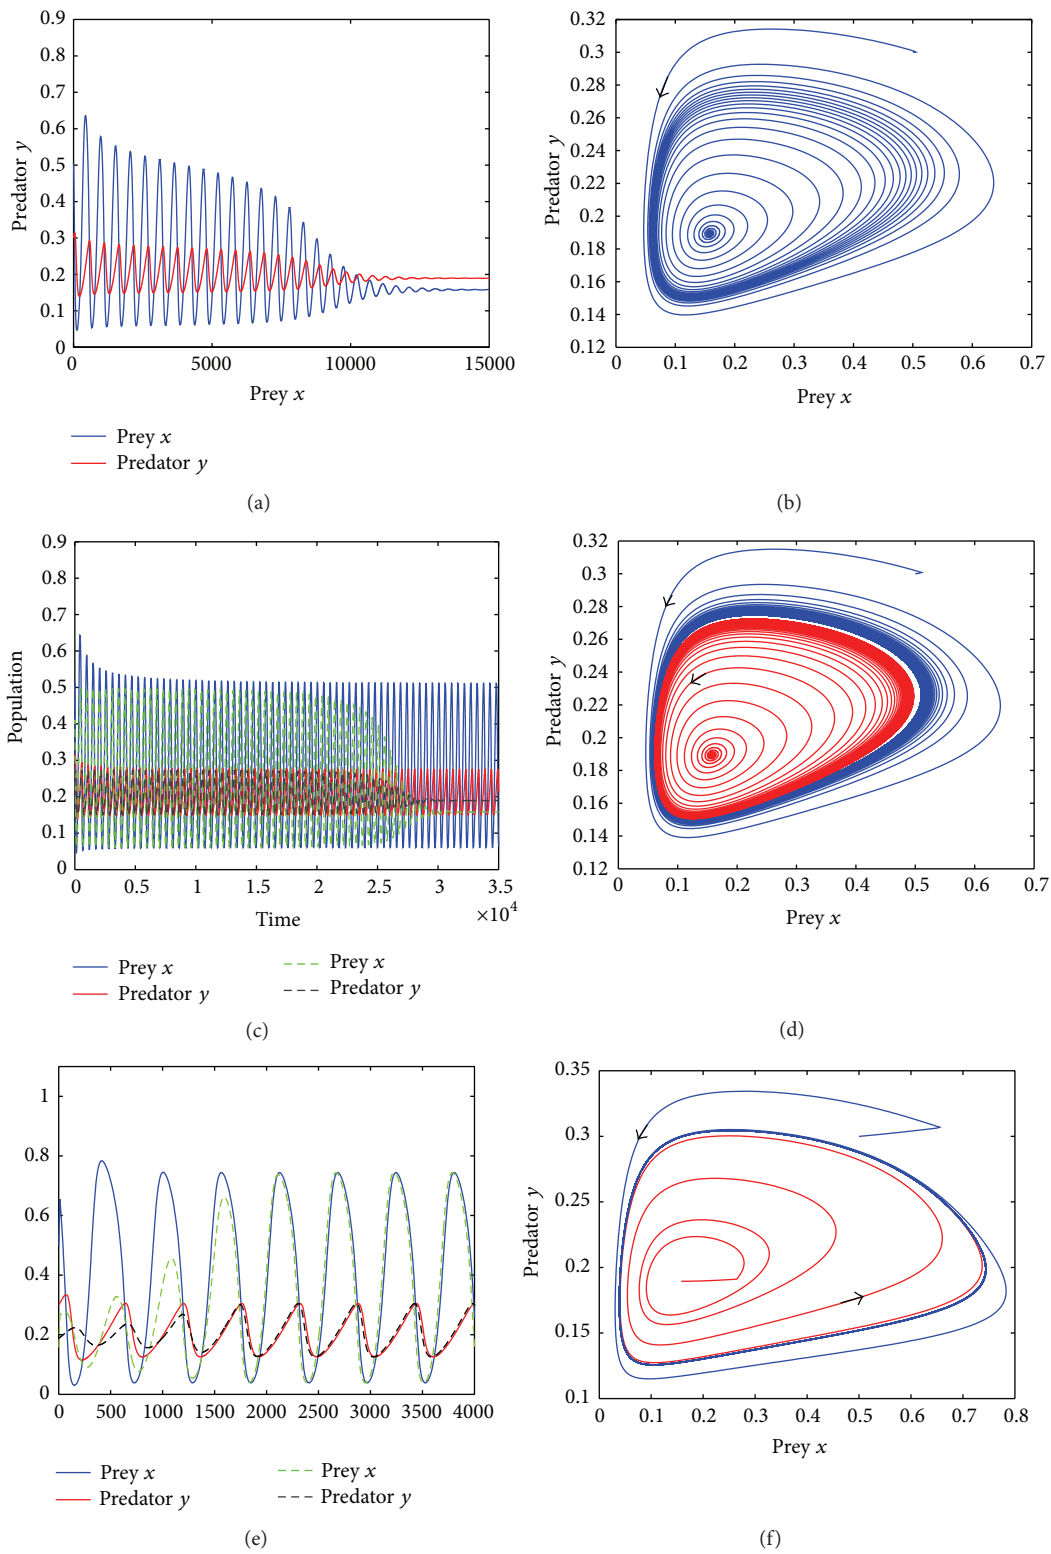 0.9
0.8
0.7
0.6
0.5
0.4
0.3
0.2
0.1
0
Predator y
0 5000 10000 15000
Prey x
Prey x
Predator y
(a)
0.32
0.3
0.28
0.26
0.24
0.22
0.2
0.18
0.16
0.14
0.12
Predator y
0 0.1 0.2 0.3 0.4 0.5 0.6 0.7
Prey x
(b)
0.9
0.8
0.7
0.6
0.5
0.4
0.3
0.2
0.1
0
Population
0 0.5 1 1.5 2 2.5 3 3.5
×10⁴
Time
Prey x
Predator y
Prey x
Predator y
(c)
0.32
0.3
0.28
0.26
0.24
0.22
0.2
0.18
0.16
0.14
0.12
Predator y
0 0.1 0.2 0.3 0.4 0.5 0.6 0.7
Prey x
(d)
1
0.8
0.6
0.4
0.2
0
0 500 1000 1500 2000 2500 3000 3500 4000
Prey x
Predator y
Prey x
Predator y
(e)
0.35
0.3
0.25
0.2
0.15
0.1
Predator y
0 0.1 0.2 0.3 0.4 0.5 0.6 0.7 0.8
Prey x
(f)